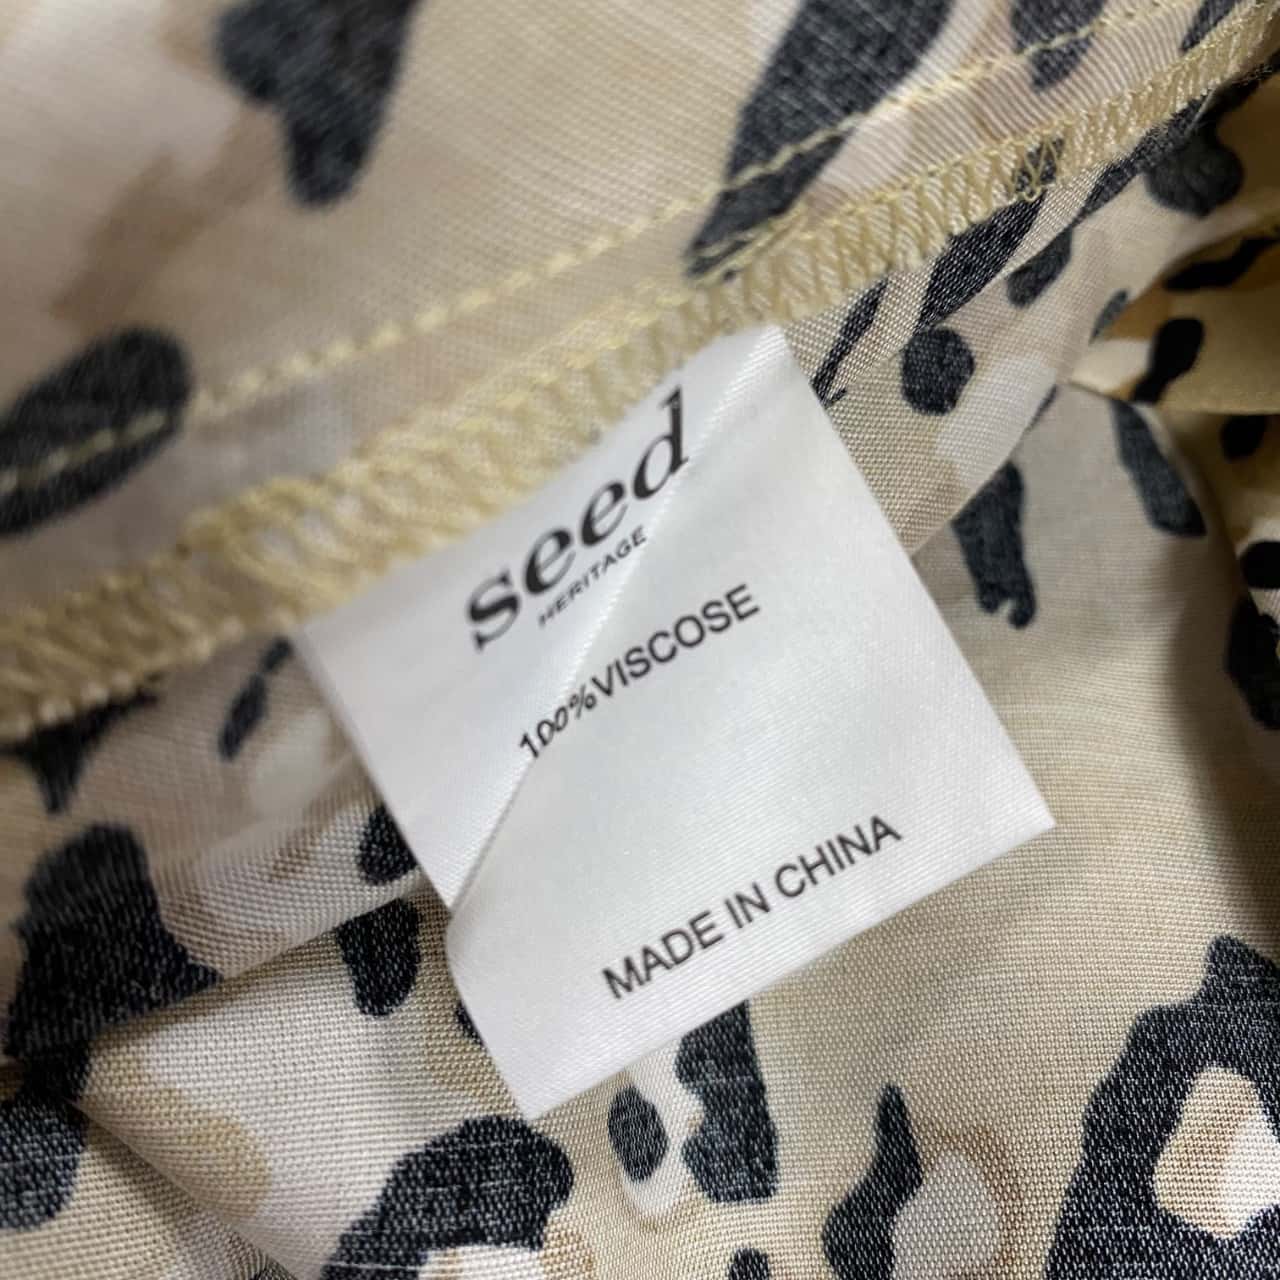 seed
HERITAGE
100%VISCOSE
MADE IN CHINA